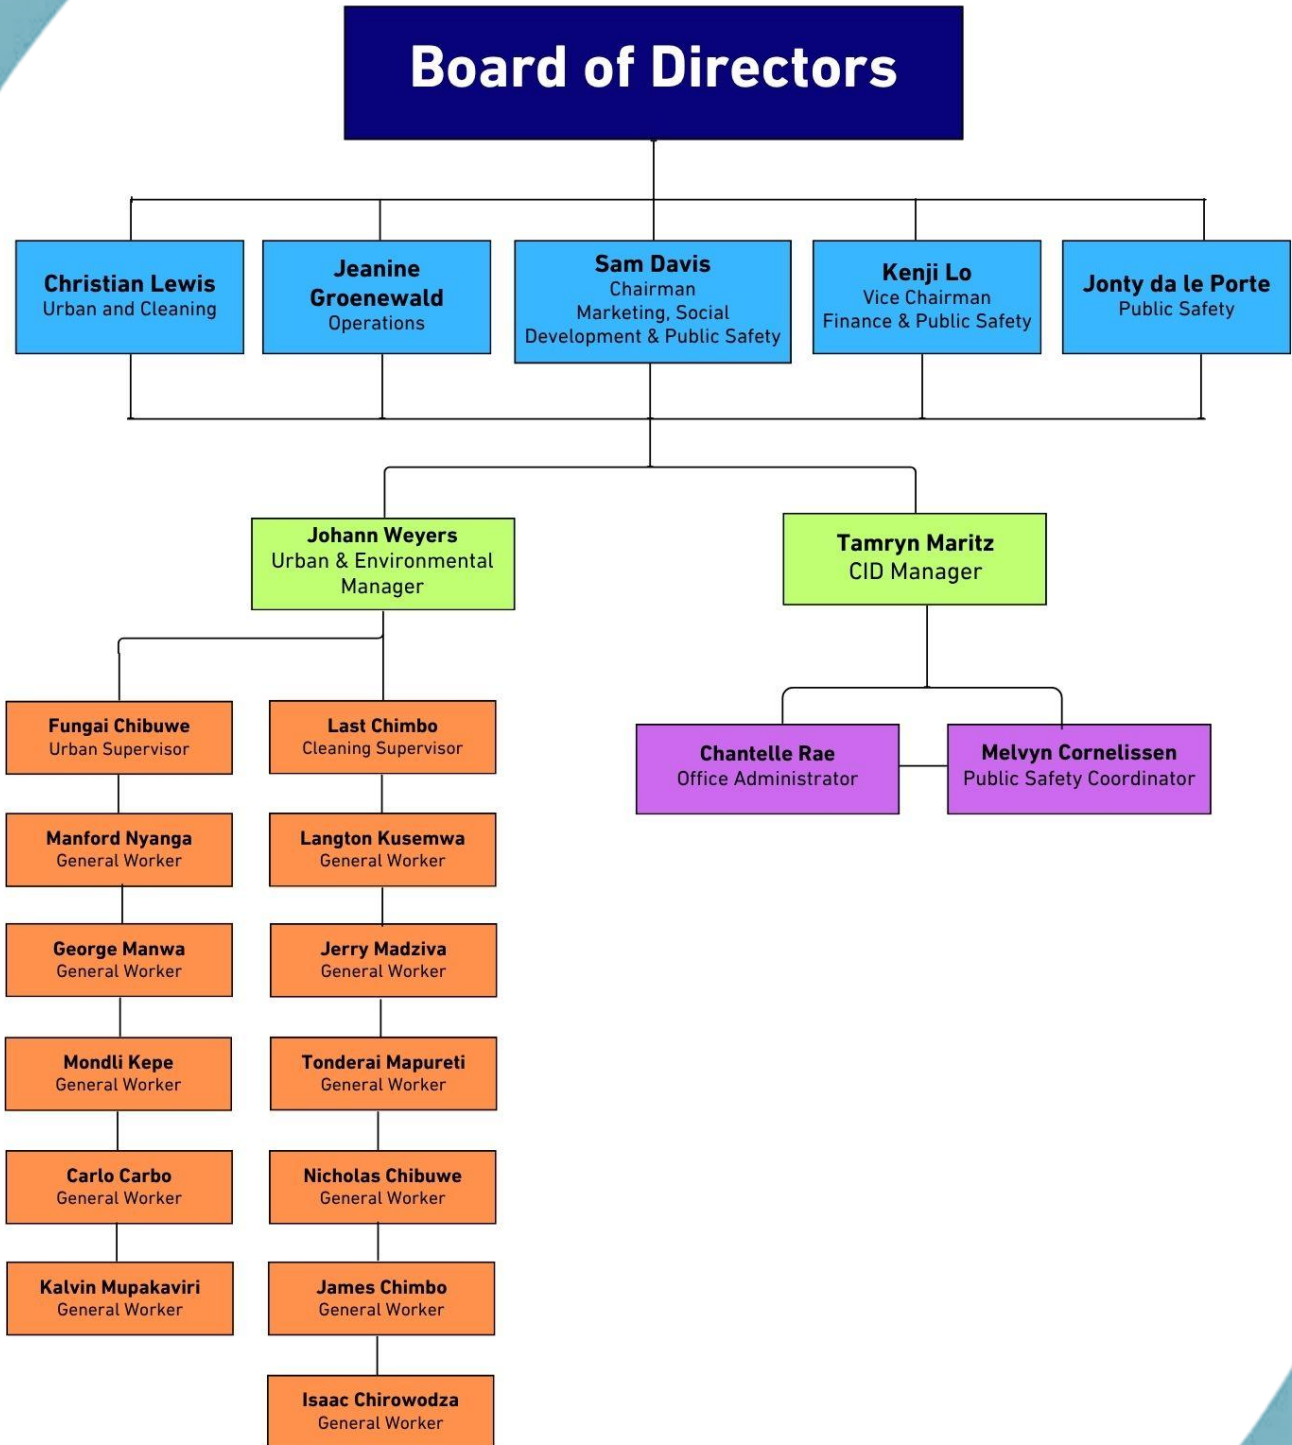 Board of Directors
Christian Lewis
Urban and Cleaning
Jeanine
Groenewald
Operations
Sam Davis
Chairman
Marketing, Social
Development & Public Safety
Kenji Lo
Vice Chairman
Finance & Public Safety
Jonty da le Porte
Public Safety
Johann Weyers
Urban & Environmental
Manager
Tamryn Maritz
CID Manager
Fungai Chibuwe
Urban Supervisor
Last Chimbo
Cleaning Supervisor
Chantelle Rae
Office Administrator
Melvyn Cornelissen
Public Safety Coordinator
Manford Nyanga
General Worker
Langton Kusemwa
General Worker
George Manwa
General Worker
Jerry Madziva
General Worker
Mondli Kepe
General Worker
Tonderai Mapureti
General Worker
Carlo Carbo
General Worker
Nicholas Chibuwe
General Worker
Kalvin Mupakaviri
General Worker
James Chimbo
General Worker
Isaac Chirowodza
General Worker